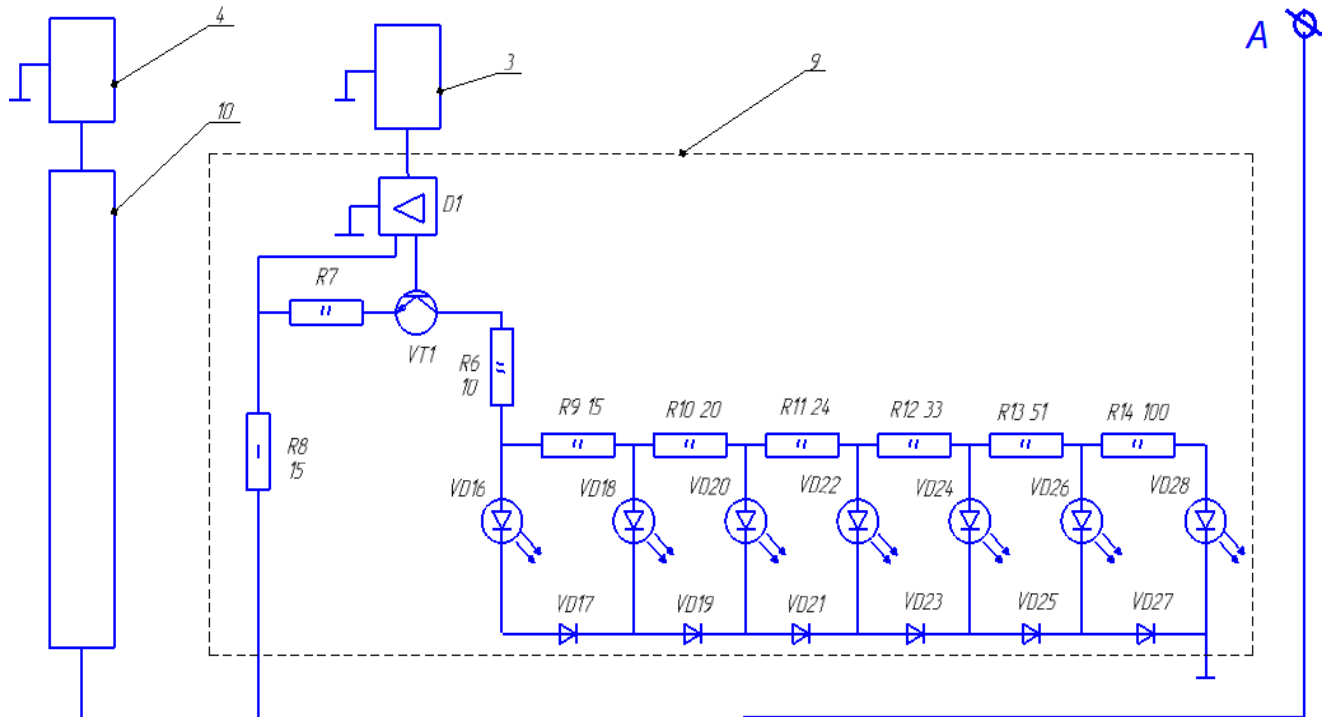 4
3
9
A
10
D1
R7
VT1
R6
10
R9 15
R10 20
R11 24
R12 33
R13 51
R14 100
R8
15
VD16
VD18
VD20
VD22
VD24
VD26
VD28
VD17
VD19
VD21
VD23
VD25
VD27